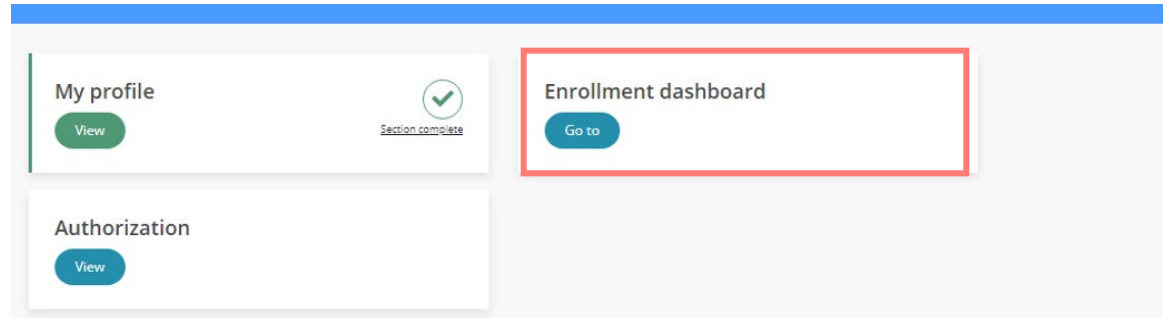 My profile
View
Section complete
Enrollment dashboard
Go to
Authorization
View